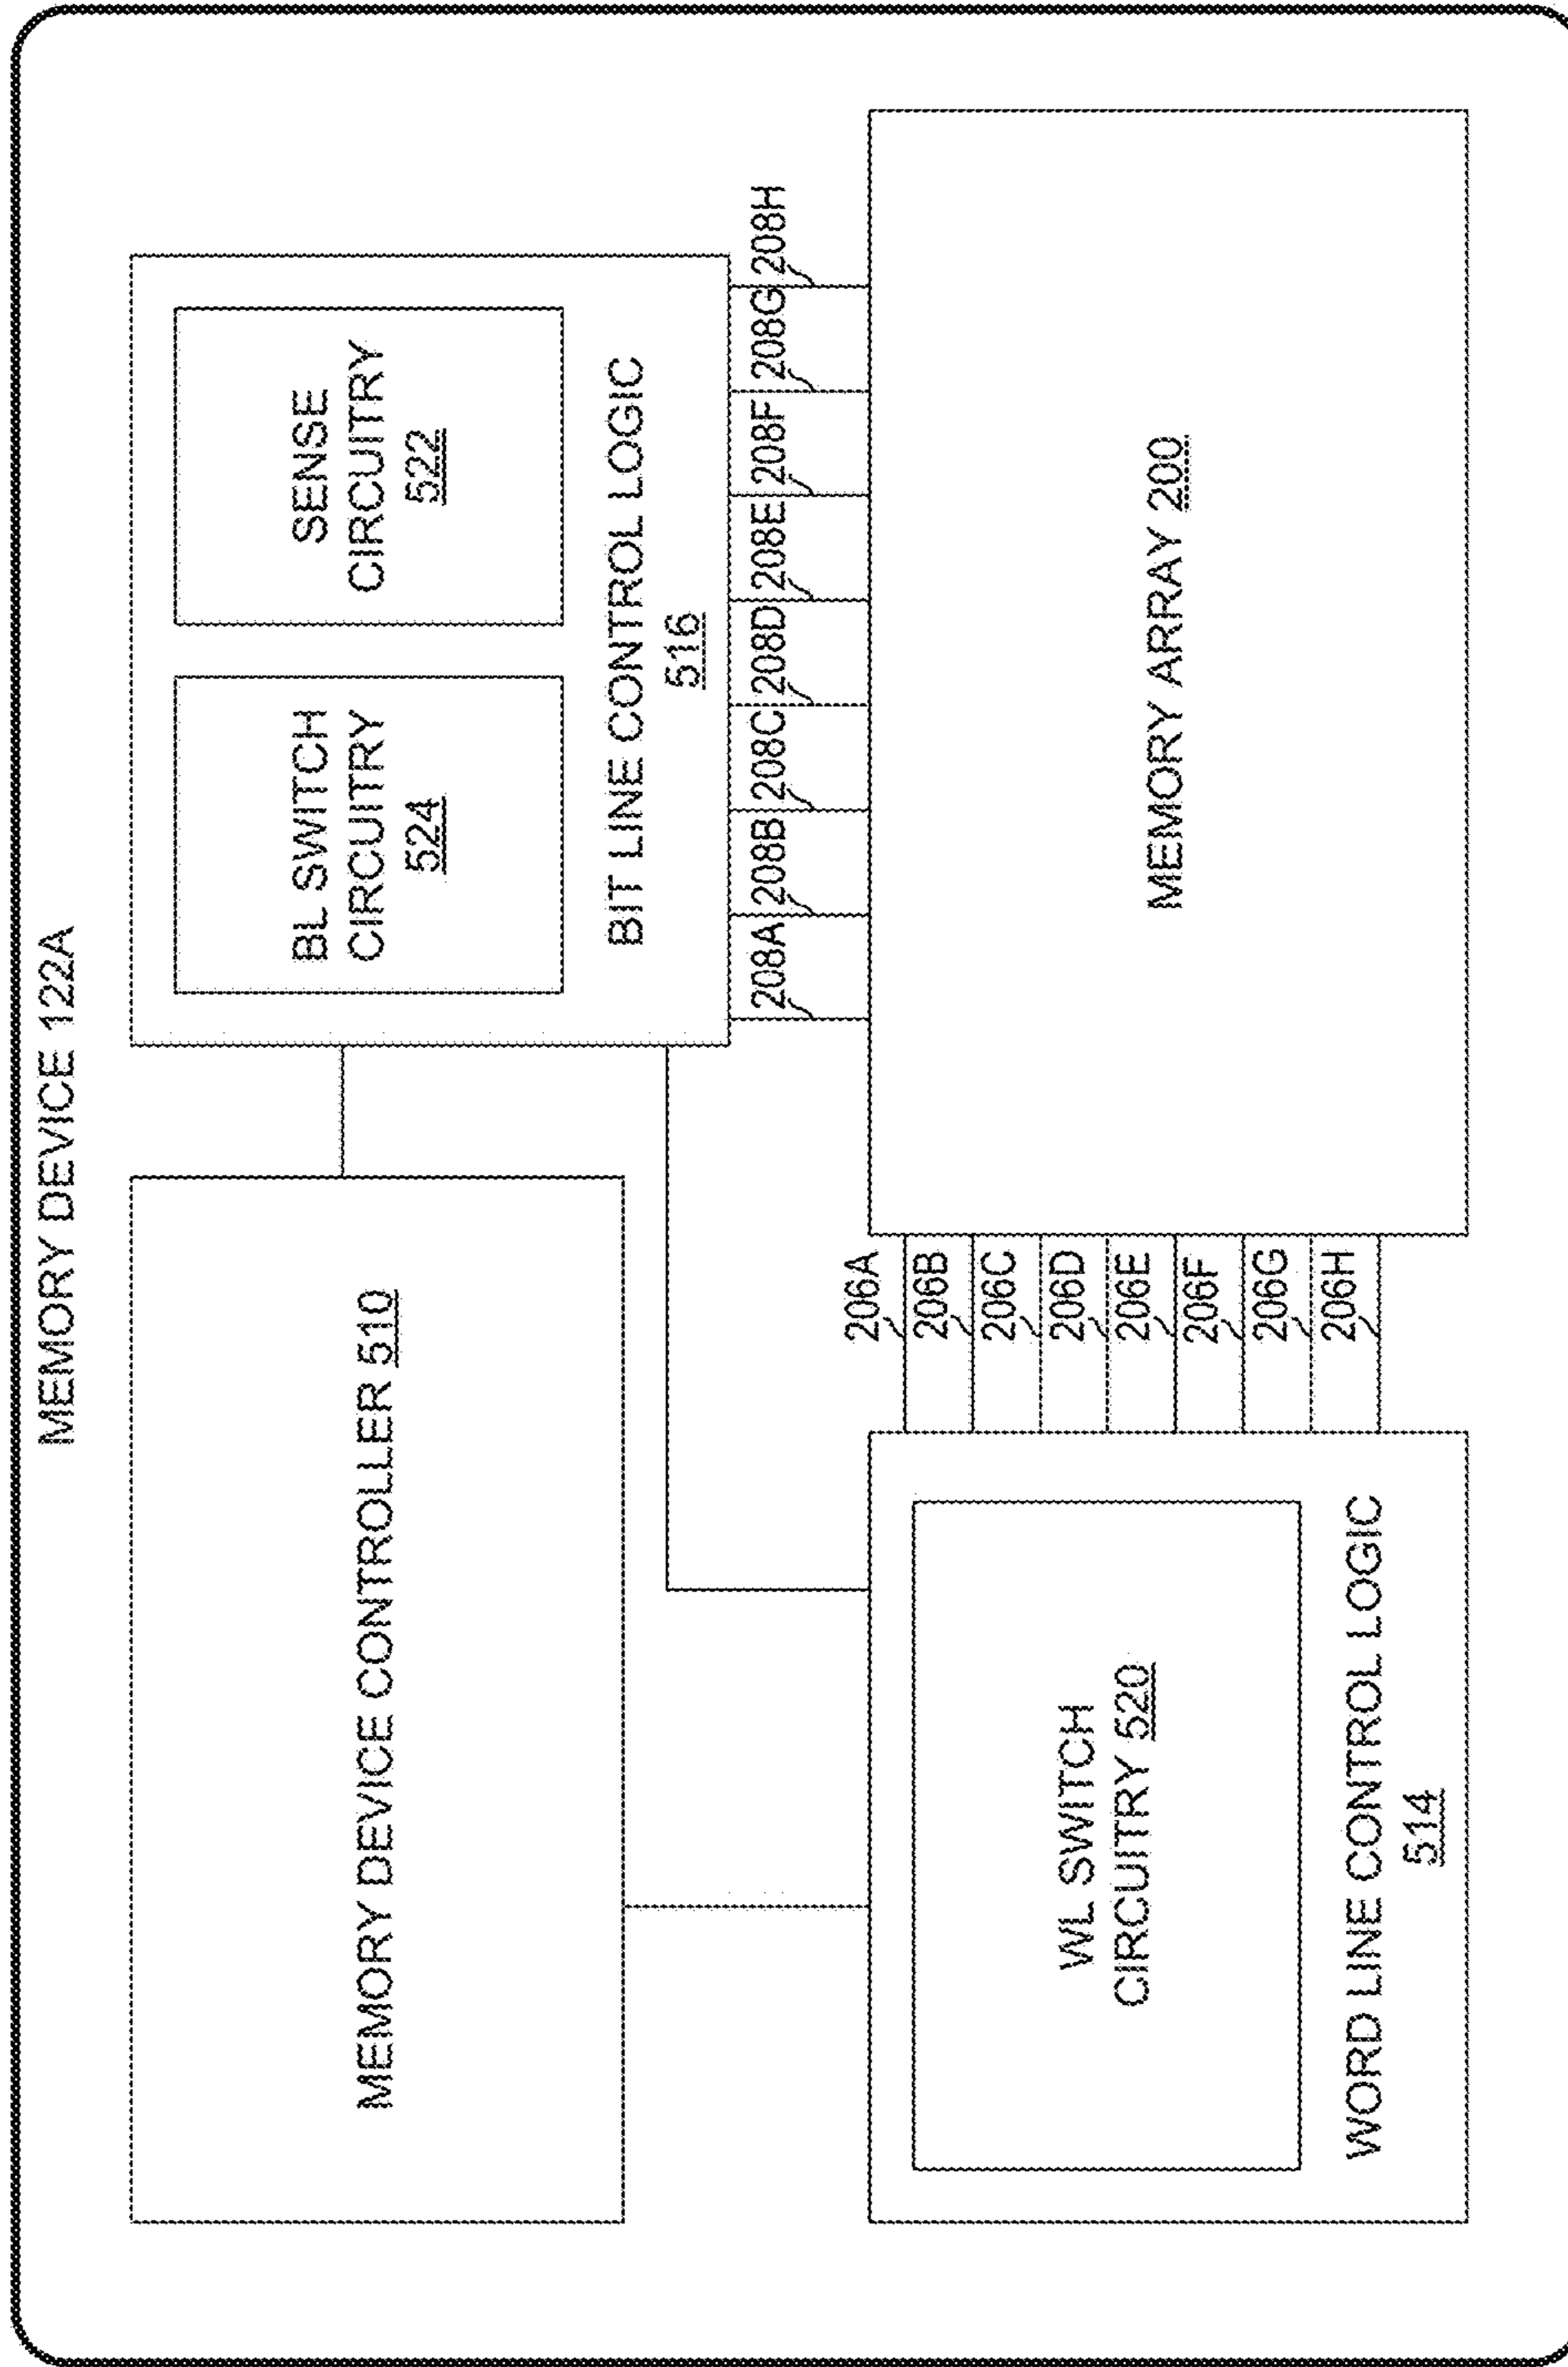 MEMORY DEVICE 122A
MEMORY DEVICE CONTROLLER 510
BL SWITCH
CIRCUITRY
524
SENSE
CIRCUITRY
522
BIT LINE CONTROL LOGIC
516
208A
208B
208C
208D
208E
208F
208G
208H
206A
206B
206C
206D
206E
206F
206G
206H
WL SWITCH
CIRCUITRY 520
WORD LINE CONTROL LOGIC
514
MEMORY ARRAY 200